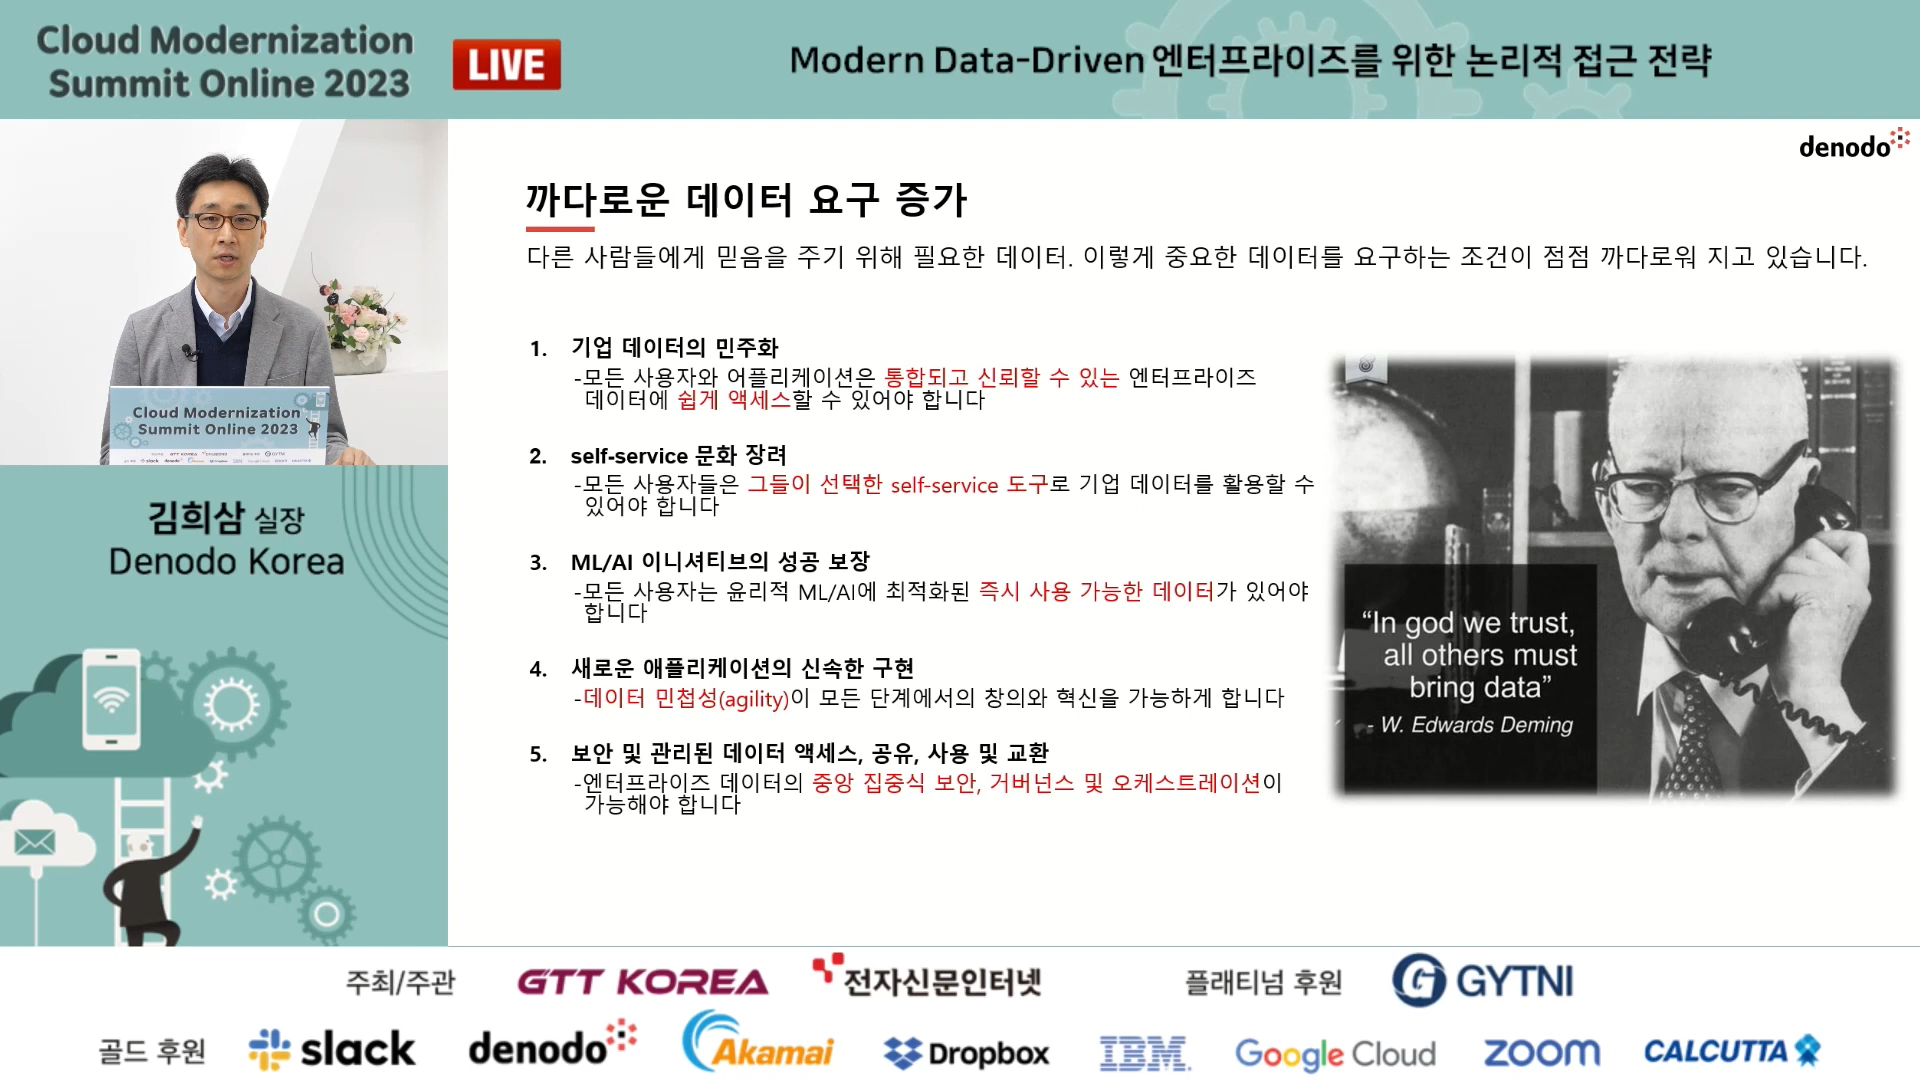 Cloud Modernization
Summit Online 2023
LIVE
Modern Data-Driven 엔터프라이즈를 위한 논리적 접근 전략
denodo
까다로운 데이터 요구 증가
다른 사람들에게 믿음을 주기 위해 필요한 데이터. 이렇게 중요한 데이터를 요구하는 조건이 점점 까다로워 지고 있습니다.
1. 기업 데이터의 민주화
-모든 사용자와 어플리케이션은 통합되고 신뢰할 수 있는 엔터프라이즈
데이터에 쉽게 액세스할 수 있어야 합니다
2. self-service 문화 장려
-모든 사용자들은 그들이 선택한 self-service 도구로 기업 데이터를 활용할 수
있어야 합니다
3. ML/AI 이니셔티브의 성공 보장
-모든 사용자는 윤리적 ML/AI에 최적화된 즉시 사용 가능한 데이터가 있어야
합니다
4. 새로운 애플리케이션의 신속한 구현
-데이터 민첩성(agility)이 모든 단계에서의 창의와 혁신을 가능하게 합니다
5. 보안 및 관리된 데이터 액세스, 공유, 사용 및 교환
-엔터프라이즈 데이터의 중앙 집중식 보안, 거버넌스 및 오케스트레이션이
가능해야 합니다
“In god we trust,
all others must
bring data”
- W. Edwards Deming
Cloud Modernization
Summit Online 2023
김희삼 실장
Denodo Korea
주최/주관 GTT KOREA 전자신문인터넷 플래티넘 후원 GYTNI
골드 후원 slack denodo Akamai Dropbox IBM Google Cloud zoom CALCUTTA